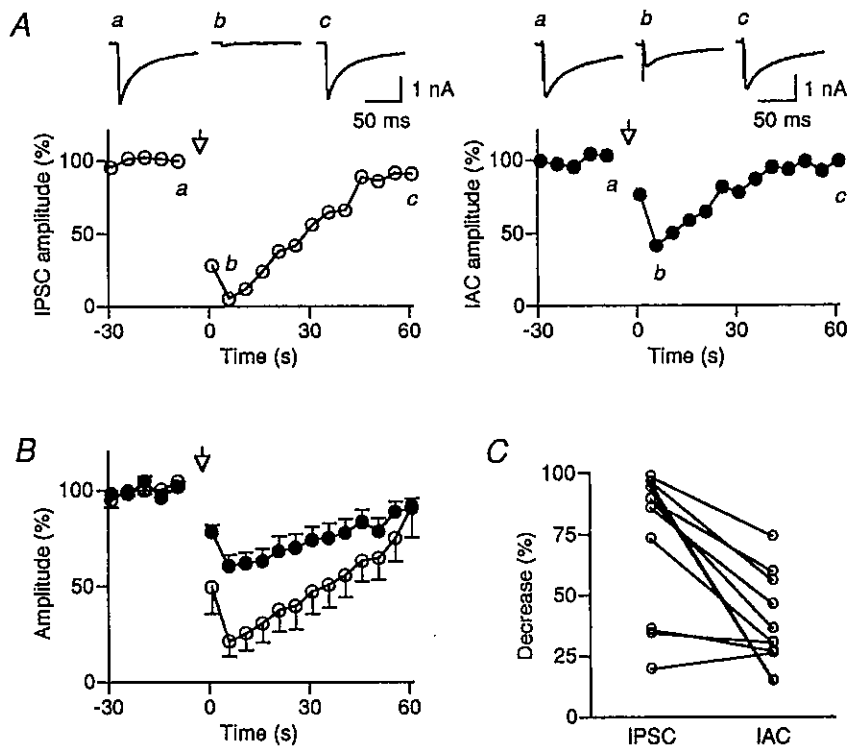 A
a b c
1 nA
50 ms
IPSC amplitude (%)
100
50
0
a
b
c
-30 0 30 60
Time (s)
a b c
1 nA
50 ms
IAC amplitude (%)
100
50
0
a
b
c
-30 0 30 60
Time (s)
B
Amplitude (%)
100
50
0
-30 0 30 60
Time (s)
C
Decrease (%)
100
75
50
25
0
IPSC IAC